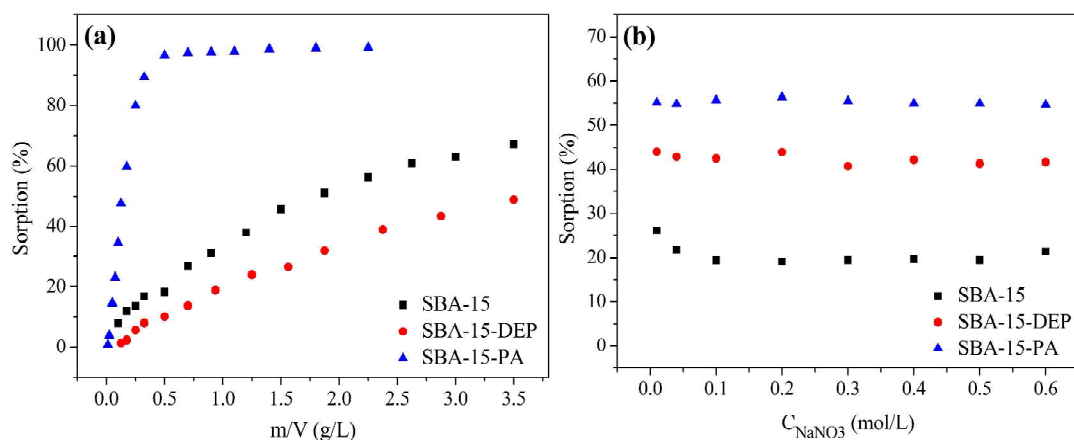 (a)
100
80
60
40
20
0
Sorption (%)
0.0 0.5 1.0 1.5 2.0 2.5 3.0 3.5
m/V (g/L)
SBA-15
SBA-15-DEP
SBA-15-PA
(b)
70
60
50
40
30
20
10
0
Sorption (%)
0.0 0.1 0.2 0.3 0.4 0.5 0.6
C_NaNO3 (mol/L)
SBA-15
SBA-15-DEP
SBA-15-PA